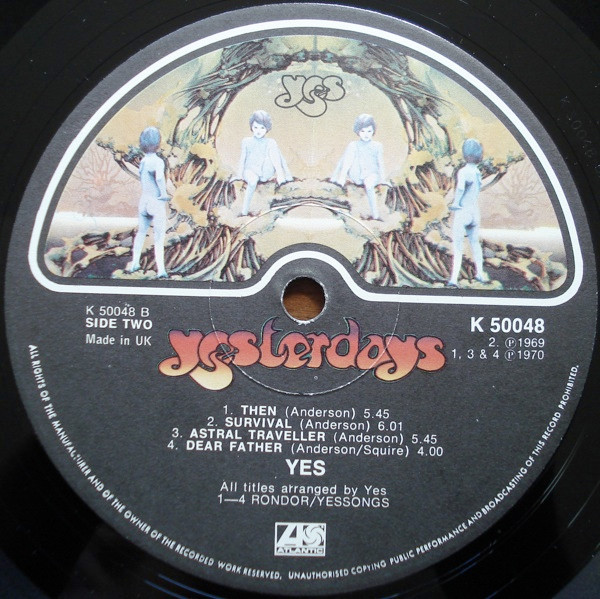 yes
K 50048 B
SIDE TWO
Made in UK
K 50048
2. Ⓟ1969
1, 3 & 4 Ⓟ1970
yesterdays
1. THEN (Anderson) 5.45
2. SURVIVAL (Anderson) 6.01
3. ASTRAL TRAVELLER (Anderson) 5.45
4. DEAR FATHER (Anderson/Squire) 4.00
YES
All titles arranged by Yes
1—4 RONDOR/YESSONGS
ATLANTIC
ALL RIGHTS OF THE MANUFACTURER AND OF THE OWNER OF THE RECORDED WORK RESERVED, UNAUTHORISED COPYING PUBLIC PERFORMANCE AND BROADCASTING OF THIS RECORD PROHIBITED.